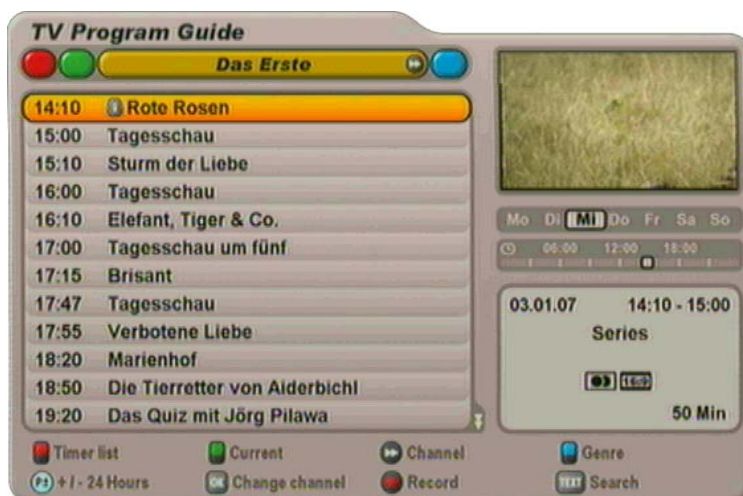 TV Program Guide
Das Erste
14:10 Rote Rosen
15:00 Tagesschau
15:10 Sturm der Liebe
16:00 Tagesschau
16:10 Elefant, Tiger & Co.
17:00 Tagesschau um fünf
17:15 Brisant
17:47 Tagesschau
17:55 Verbotene Liebe
18:20 Marienhof
18:50 Die Tierretter von Aiderbichl
19:20 Das Quiz mit Jörg Pilawa
Mo Di Mi Do Fr Sa So
06:00 12:00 18:00
03.01.07 14:10 - 15:00
Series
16:9
50 Min
Timer list Current Channel Genre
+ / - 24 Hours OK Change channel Record TEXT Search